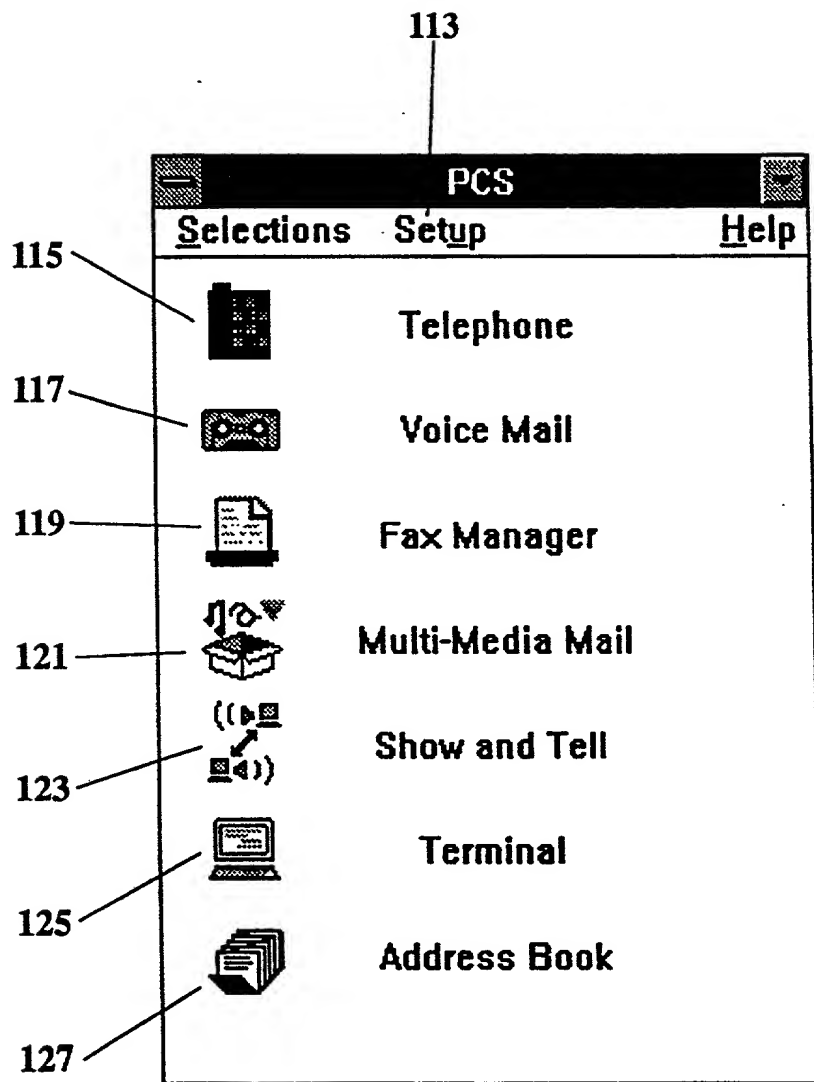 113
PCS
Selections Setup Help
115 Telephone
117 Voice Mail
119 Fax Manager
121 Multi-Media Mail
123 Show and Tell
125 Terminal
127 Address Book